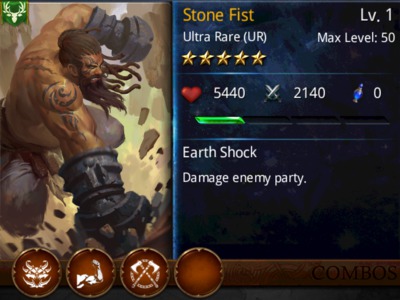 Stone Fist Lv. 1
Ultra Rare (UR) Max Level: 50
5440 2140 0
Earth Shock
Damage enemy party.
COMBOS